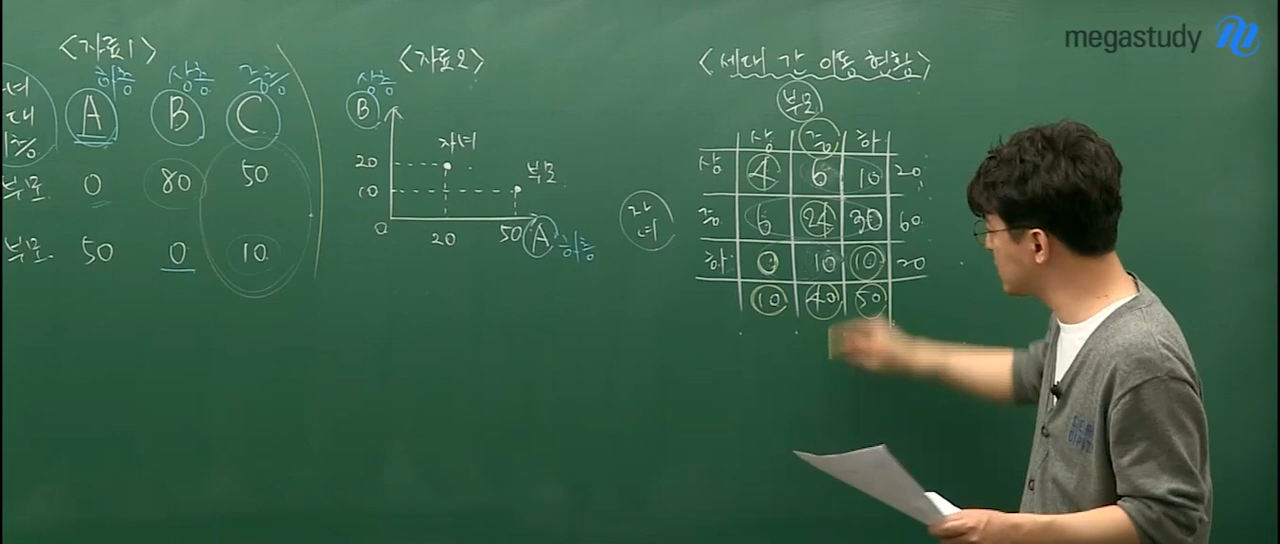 megastudy
<자료1>
하층 상층 중층
A B C
부모 0 80 50
부모 50 0 10
<자료2>
상층
B
자녀
20
부모
10
0 20 50 A 하층
<세대 간 이동 현황>
부모
상 중 하
상 4 6 10 20
자녀
중 6 24 30 60
하 0 10 10 20
10 40 50